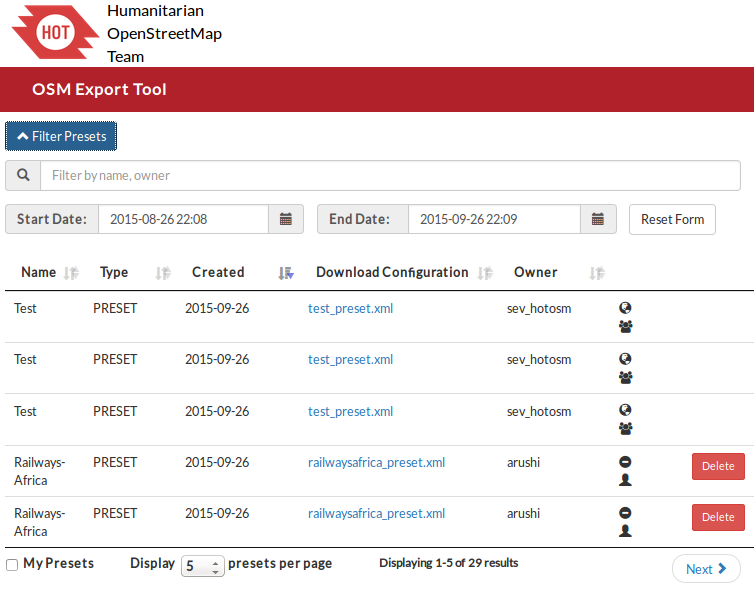 HOT
Humanitarian
OpenStreetMap
Team
OSM Export Tool
Filter Presets
Filter by name, owner
Start Date: 2015-08-26 22:08 End Date: 2015-09-26 22:09 Reset Form
Name Type Created Download Configuration Owner
Test PRESET 2015-09-26 test_preset.xml sev_hotosm
Test PRESET 2015-09-26 test_preset.xml sev_hotosm
Test PRESET 2015-09-26 test_preset.xml sev_hotosm
Railways- PRESET 2015-09-26 railwaysafrica_preset.xml arushi Delete
Africa
Railways- PRESET 2015-09-26 railwaysafrica_preset.xml arushi Delete
Africa
My Presets Display 5 presets per page Displaying 1-5 of 29 results Next